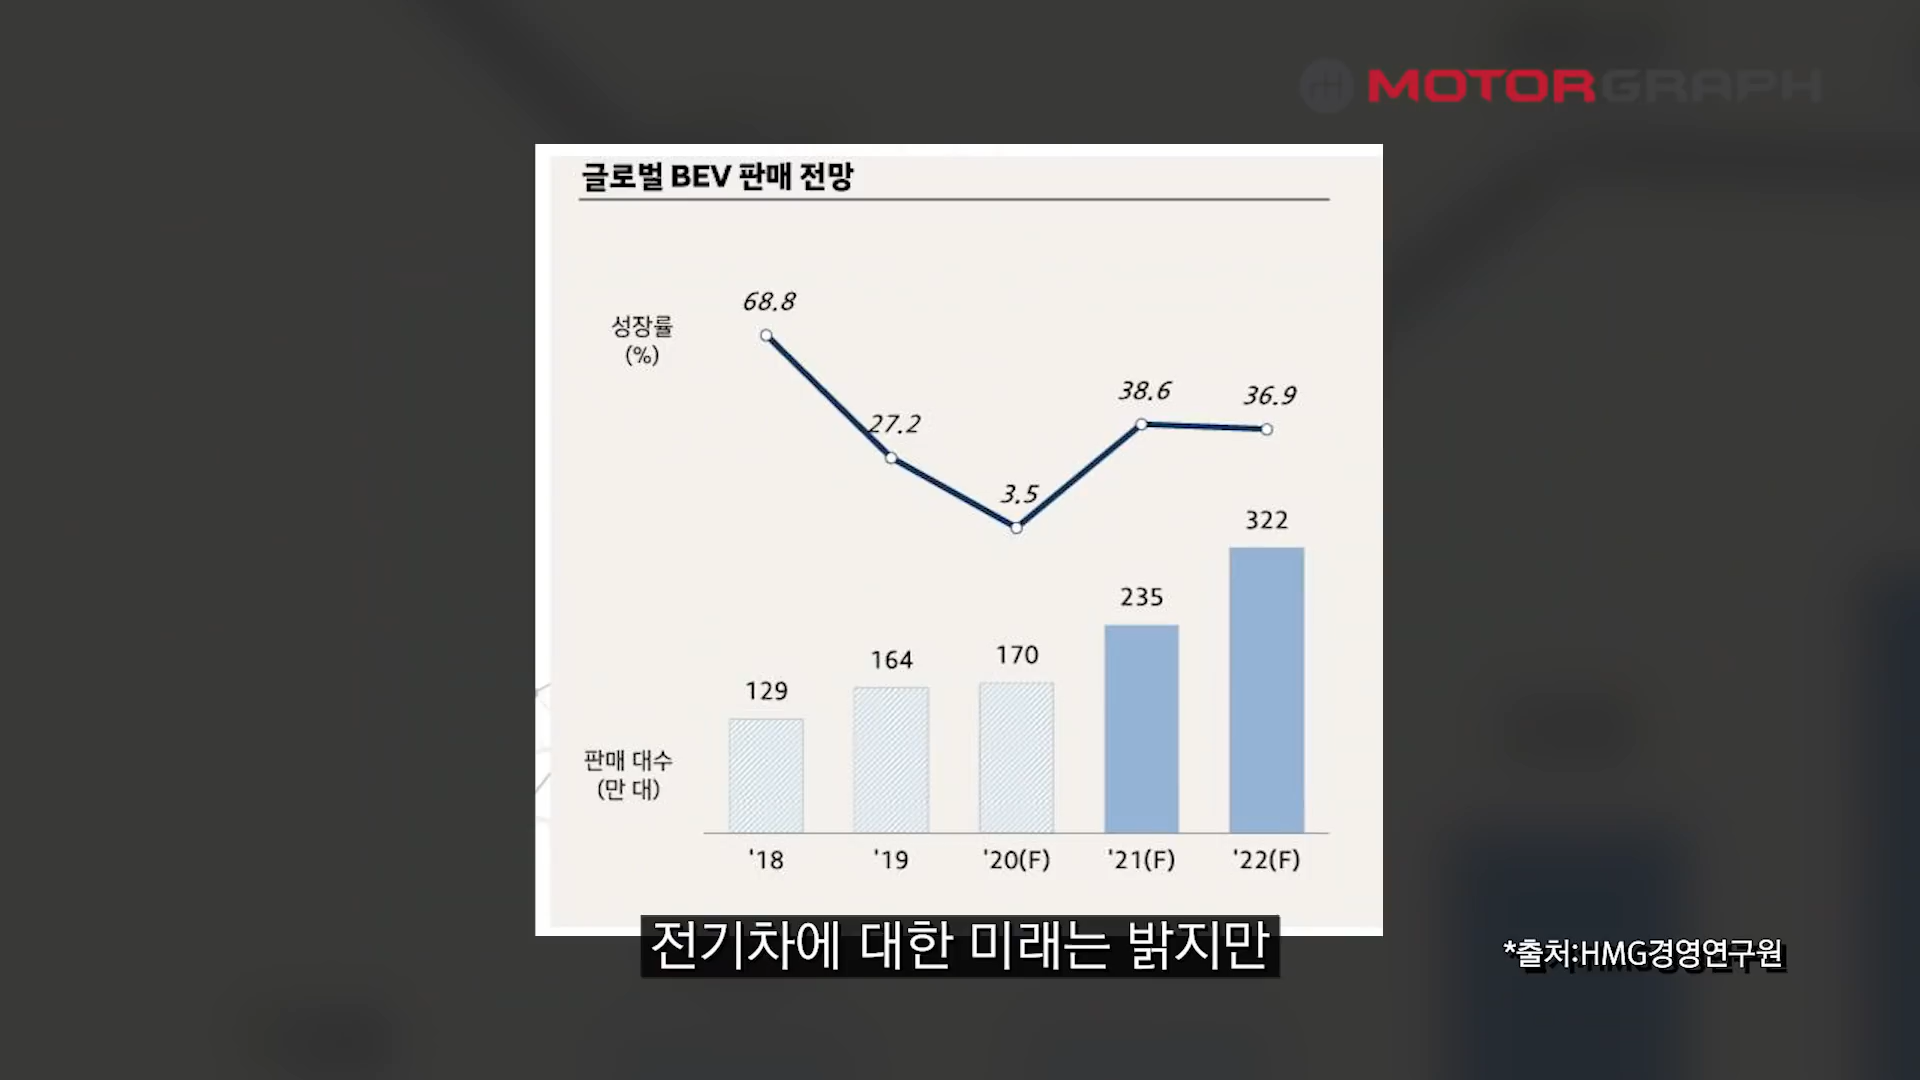 MOTORGRAPH
글로벌 BEV 판매 전망
성장률
(%)
68.8
27.2
3.5
38.6
36.9
판매 대수
(만 대)
129
164
170
235
322
'18
'19
'20(F)
'21(F)
'22(F)
전기차에 대한 미래는 밝지만
*출처:HMG경영연구원